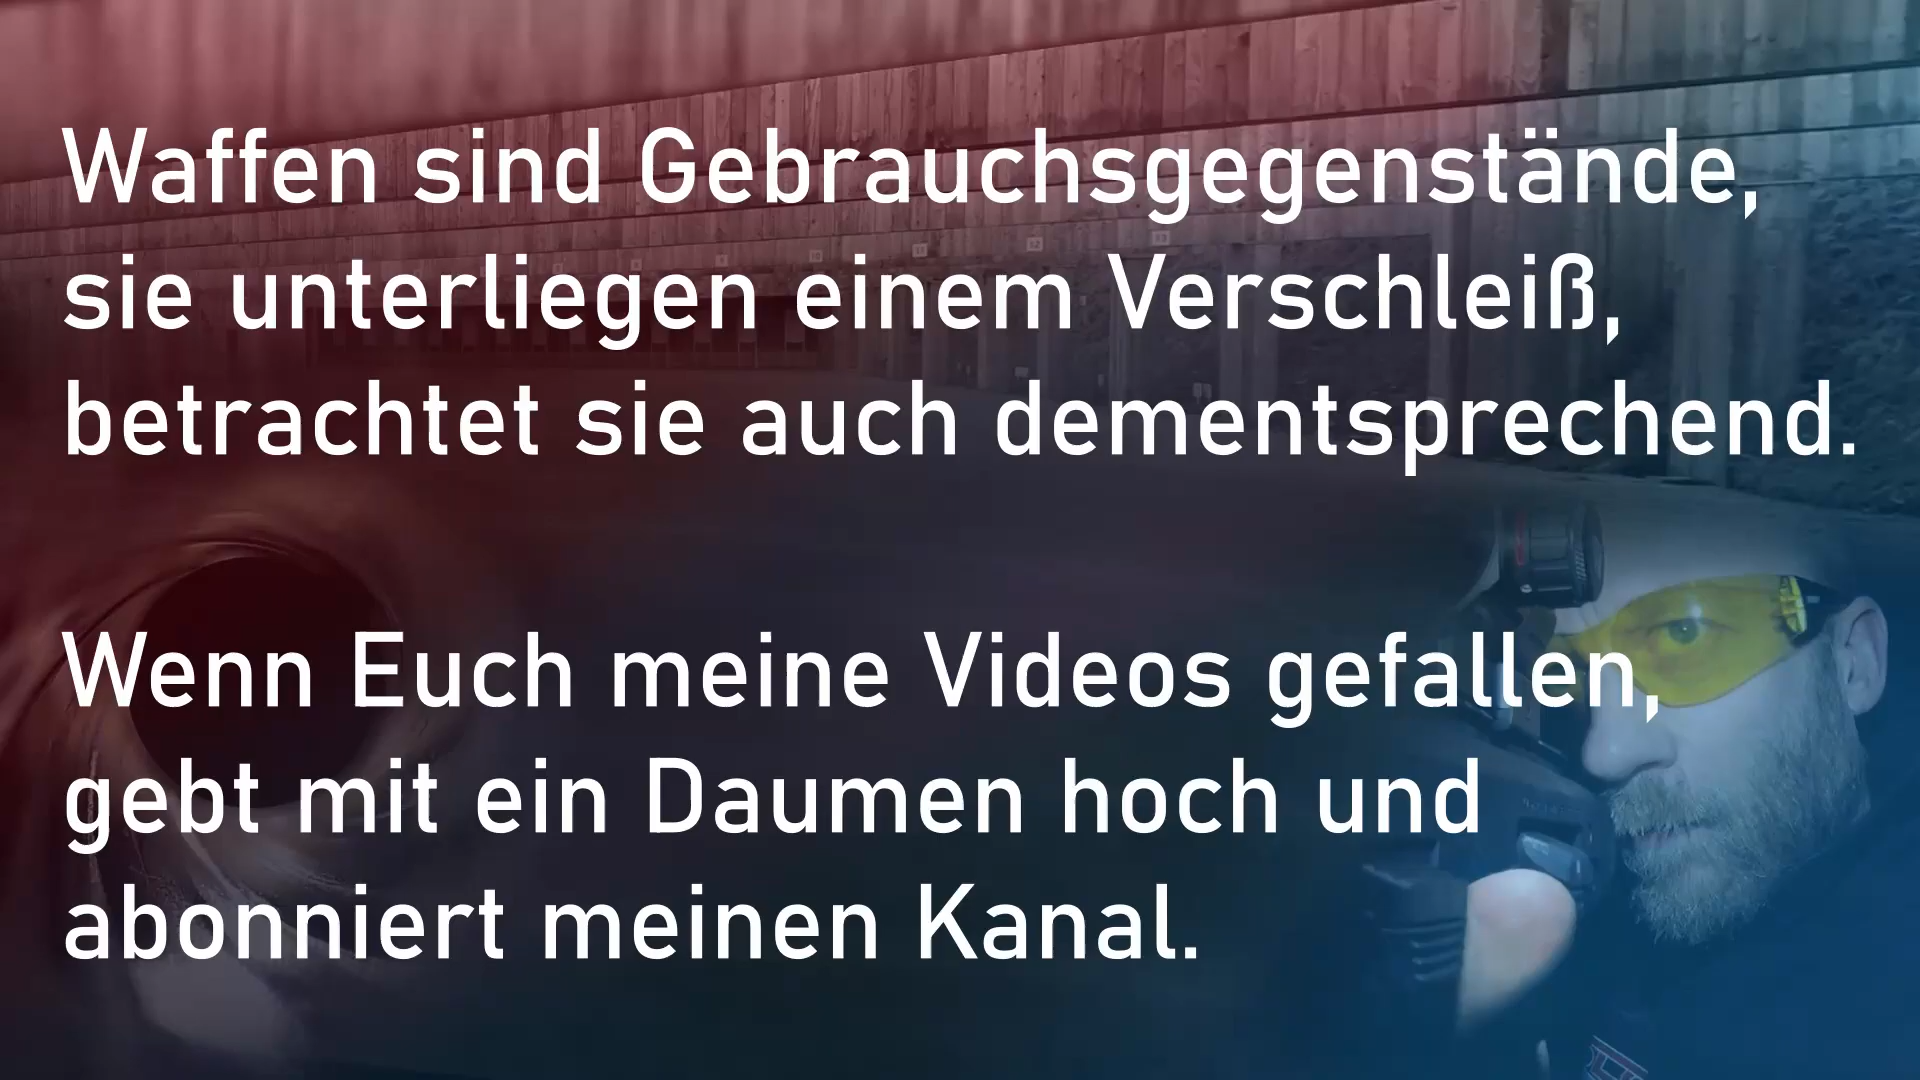 Waffen sind Gebrauchsgegenstände,
sie unterliegen einem Verschleiß,
betrachtet sie auch dementsprechend.
Wenn Euch meine Videos gefallen,
gebt mit ein Daumen hoch und
abonniert meinen Kanal.